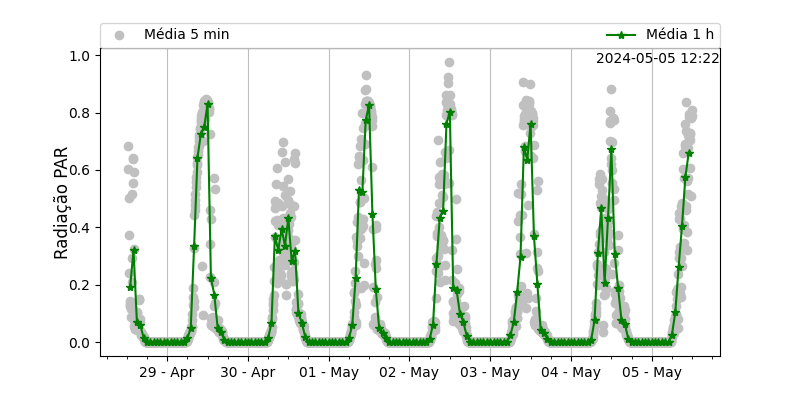 Média 5 min
Média 1 h
2024-05-05 12:22
Radiação PAR
1.0
0.8
0.6
0.4
0.2
0.0
29 - Apr
30 - Apr
01 - May
02 - May
03 - May
04 - May
05 - May